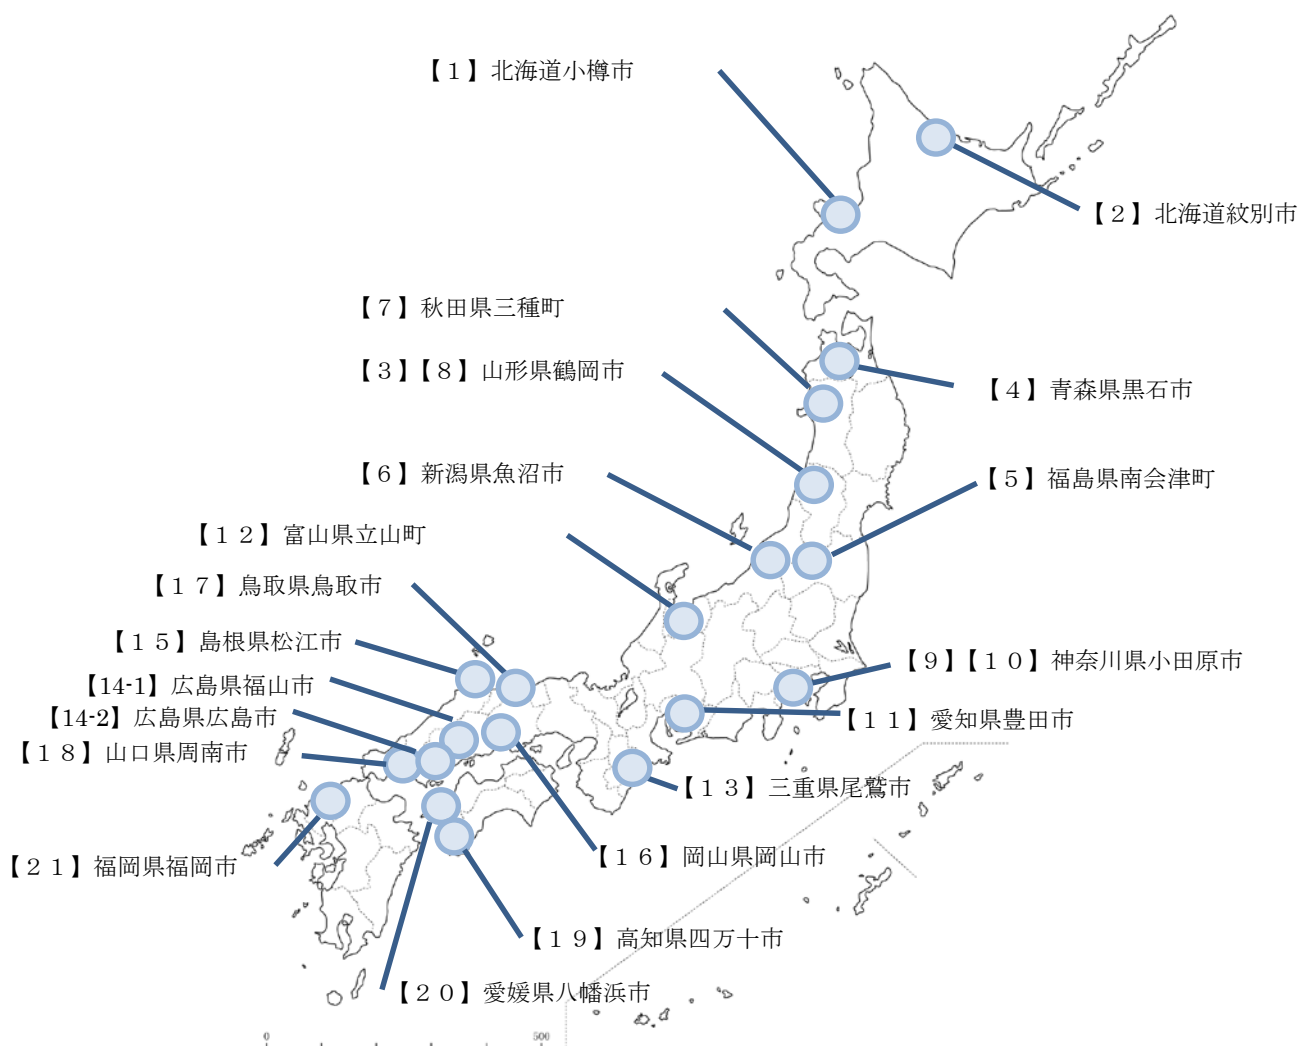 【１】北海道小樽市
【２】北海道紋別市
【７】秋田県三種町
【３】【８】山形県鶴岡市
【４】青森県黒石市
【６】新潟県魚沼市
【５】福島県南会津町
【１２】富山県立山町
【１７】鳥取県鳥取市
【１５】島根県松江市
【９】【１０】神奈川県小田原市
【14-1】広島県福山市
【14-2】広島県広島市
【１１】愛知県豊田市
【１８】山口県周南市
【１３】三重県尾鷲市
【１６】岡山県岡山市
【２１】福岡県福岡市
【１９】高知県四万十市
【２０】愛媛県八幡浜市
0 500